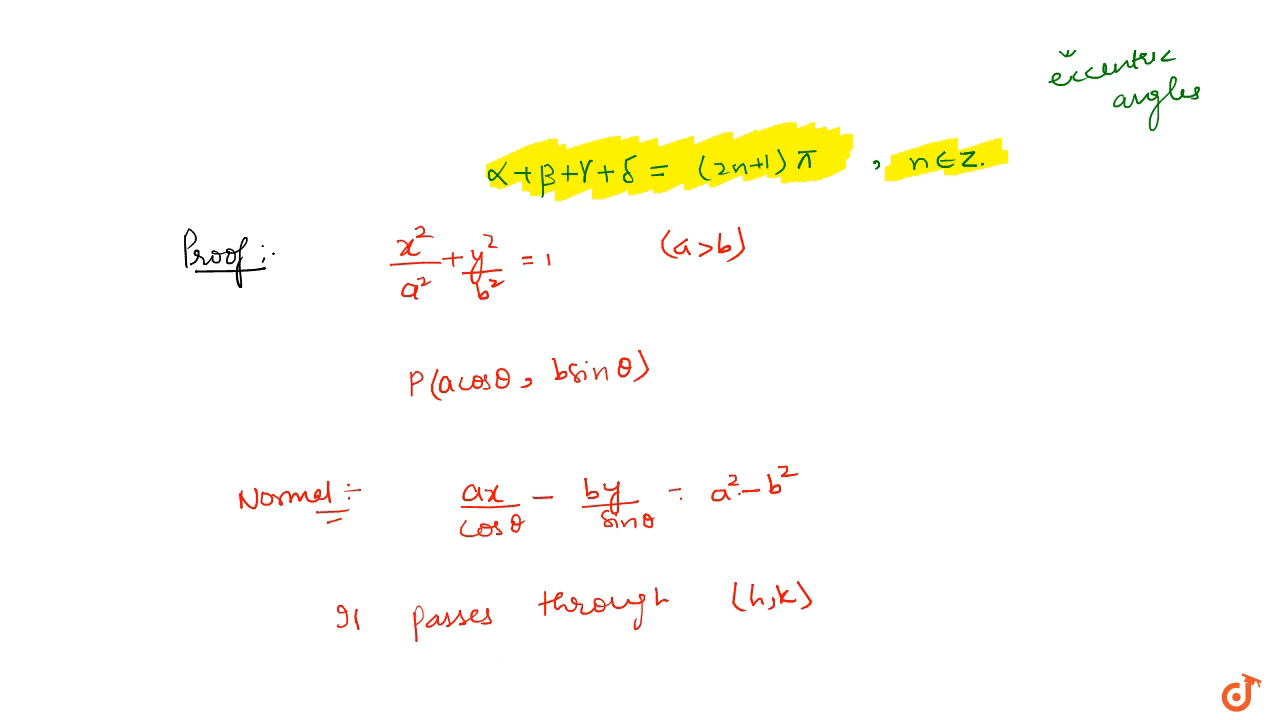 eccentric
angles
α+β+γ+δ = (2n+1)π , n∈Z.
Proof :-
x²/a² + y²/b² = 1 (a>b)
P(acosθ, bsinθ)
Normal :- ax/cosθ − by/sinθ = a²−b²
It passes through (h,k)